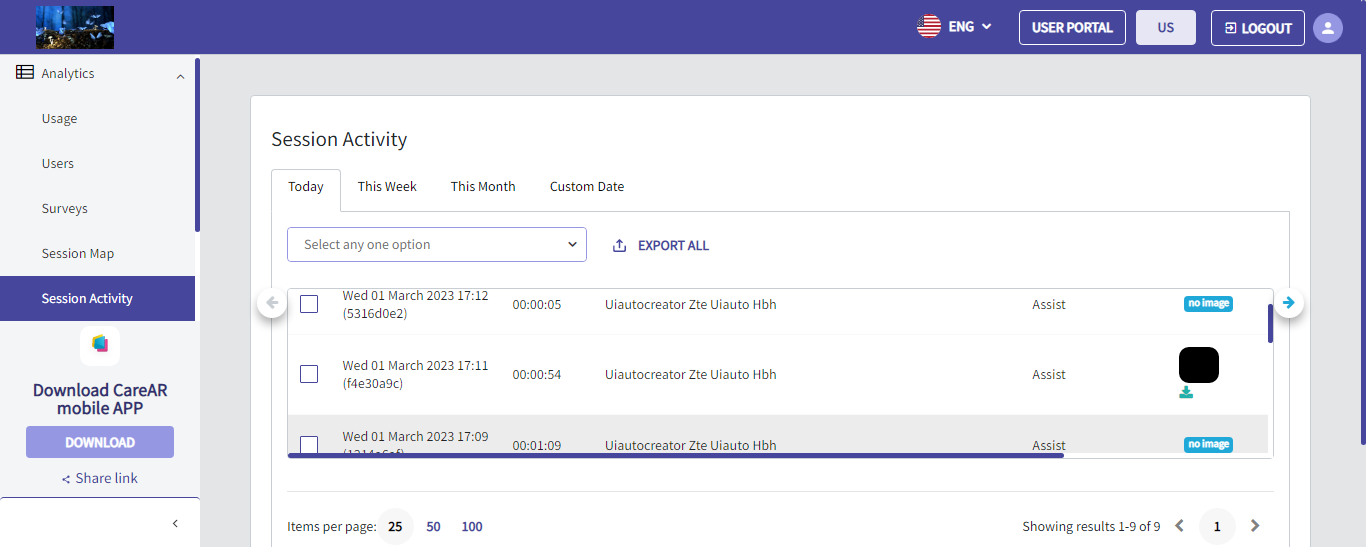 ENG
USER PORTAL
US
LOGOUT
Analytics
Usage
Users
Surveys
Session Map
Session Activity
Download CareAR
mobile APP
DOWNLOAD
Share link
Session Activity
Today This Week This Month Custom Date
Select any one option
EXPORT ALL
Wed 01 March 2023 17:12
(5316d0e2)
00:00:05 Uiautocreator Zte Uiauto Hbh Assist no image
Wed 01 March 2023 17:11
(f4e30a9c)
00:00:54 Uiautocreator Zte Uiauto Hbh Assist
Wed 01 March 2023 17:09
00:01:09 Uiautocreator Zte Uiauto Hbh Assist no image
Items per page: 25 50 100
Showing results 1-9 of 9 1